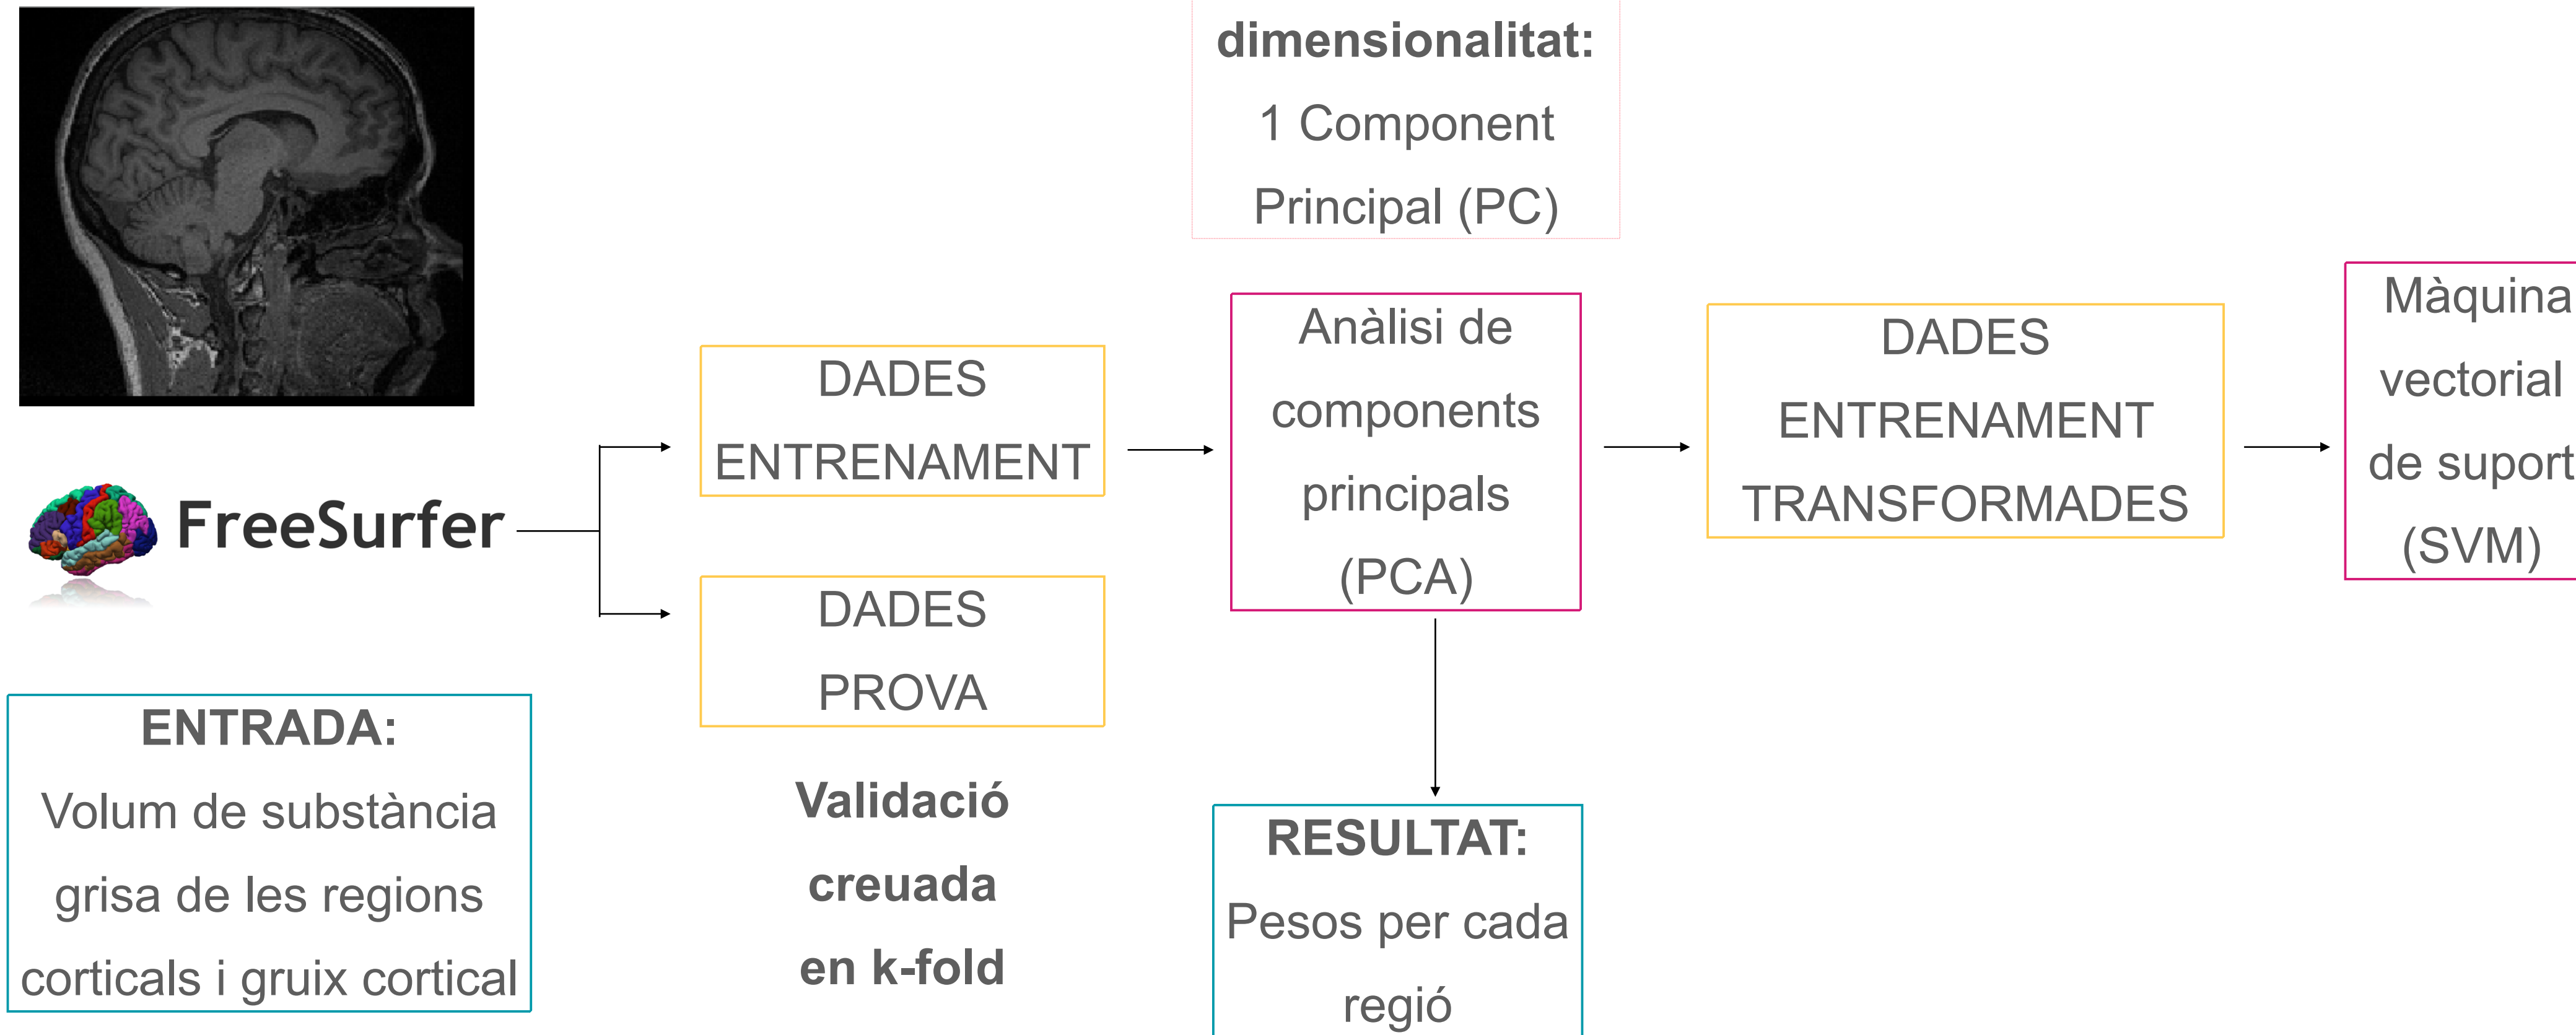 FreeSurfer
ENTRADA:
Volum de substància
grisa de les regions
corticals i gruix cortical
DADES
ENTRENAMENT
DADES
PROVA
Validació
creuada
en k-fold
dimensionalitat:
1 Component
Principal (PC)
Anàlisi de
components
principals
(PCA)
RESULTAT:
Pesos per cada
regió
DADES
ENTRENAMENT
TRANSFORMADES
Màquina
vectorial
de suport
(SVM)